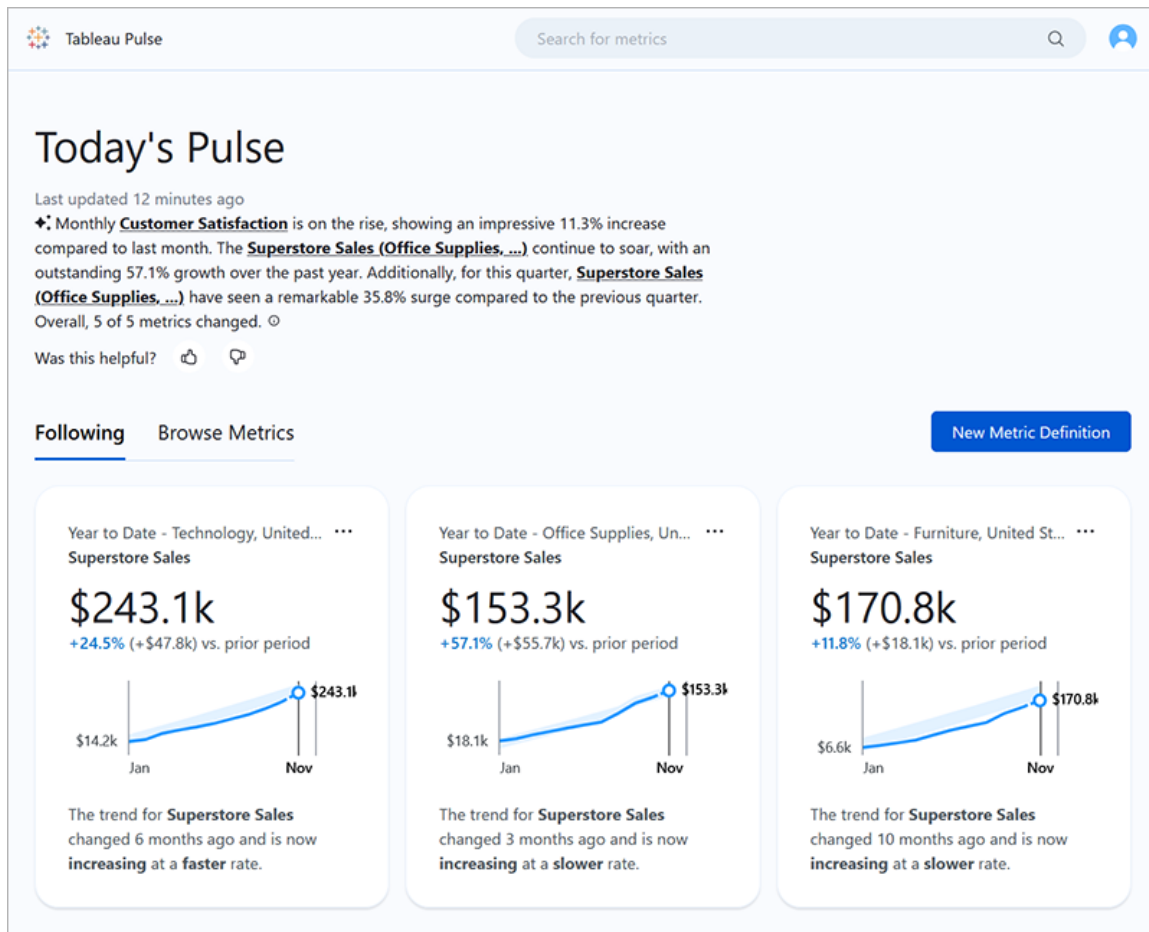 Tableau Pulse
Search for metrics
Today's Pulse
Last updated 12 minutes ago
Monthly Customer Satisfaction is on the rise, showing an impressive 11.3% increase
compared to last month. The Superstore Sales (Office Supplies, ...) continue to soar, with an
outstanding 57.1% growth over the past year. Additionally, for this quarter, Superstore Sales
(Office Supplies, ...) have seen a remarkable 35.8% surge compared to the previous quarter.
Overall, 5 of 5 metrics changed.
Was this helpful?
Following
Browse Metrics
New Metric Definition
Year to Date - Technology, United...
Superstore Sales
$243.1k
+24.5% (+$47.8k) vs. prior period
$243.1k
$14.2k
Jan
Nov
The trend for Superstore Sales
changed 6 months ago and is now
increasing at a faster rate.
Year to Date - Office Supplies, Un...
Superstore Sales
$153.3k
+57.1% (+$55.7k) vs. prior period
$153.3k
$18.1k
Jan
Nov
The trend for Superstore Sales
changed 3 months ago and is now
increasing at a slower rate.
Year to Date - Furniture, United St...
Superstore Sales
$170.8k
+11.8% (+$18.1k) vs. prior period
$170.8k
$6.6k
Jan
Nov
The trend for Superstore Sales
changed 10 months ago and is now
increasing at a slower rate.